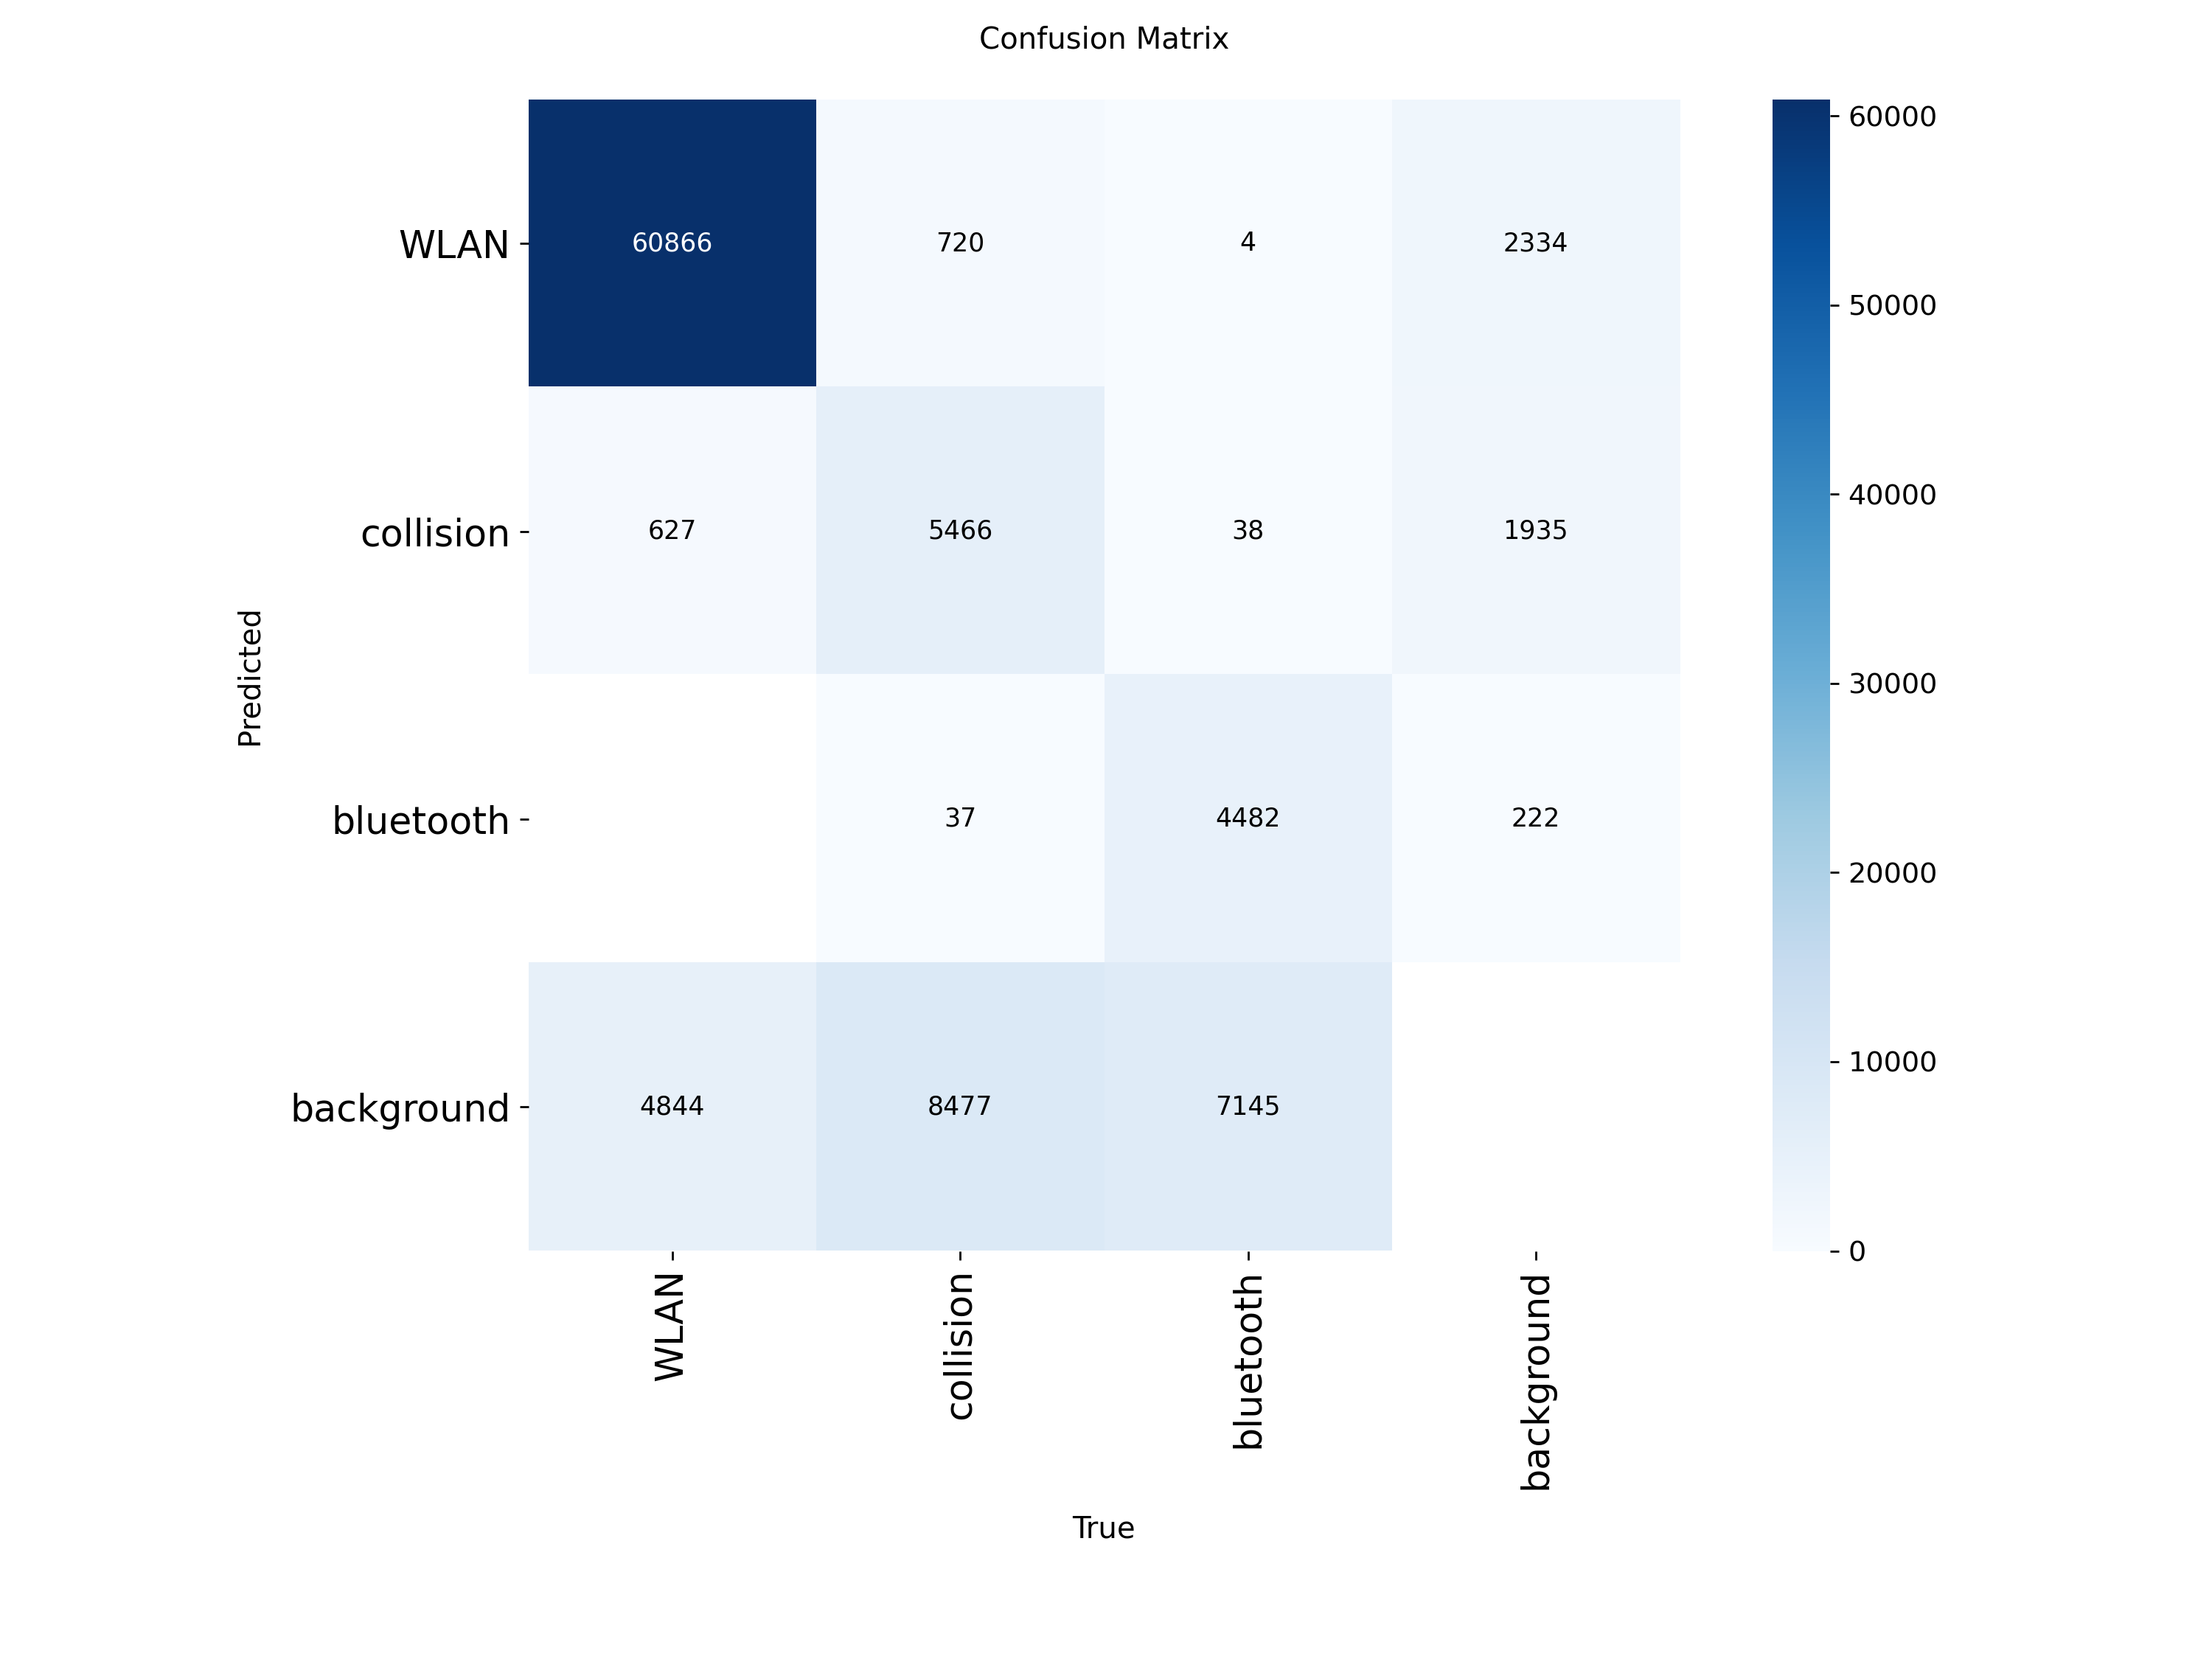 Confusion Matrix
WLAN
60866
720
4
2334
collision
627
5466
38
1935
bluetooth
37
4482
222
background
4844
8477
7145
Predicted
WLAN
collision
bluetooth
background
True
60000
50000
40000
30000
20000
10000
0